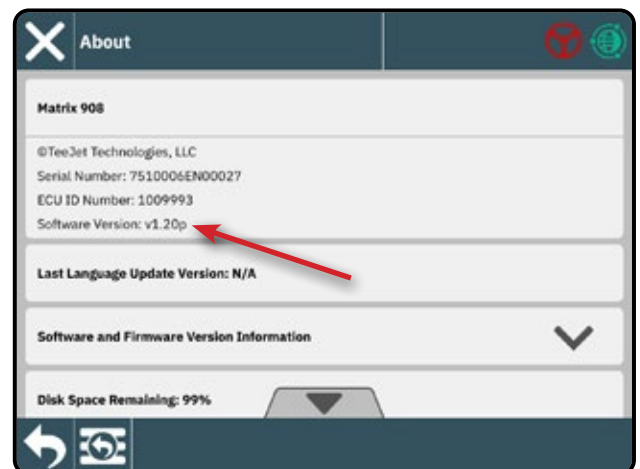 About
Matrix 908
©TeeJet Technologies, LLC
Serial Number: 7510006EN00027
ECU ID Number: 1009993
Software Version: v1.20p
Last Language Update Version: N/A
Software and Firmware Version Information
Disk Space Remaining: 99%